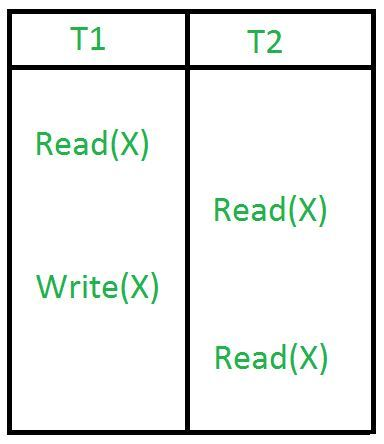 T1 T2
Read(X)
Read(X)
Write(X)
Read(X)